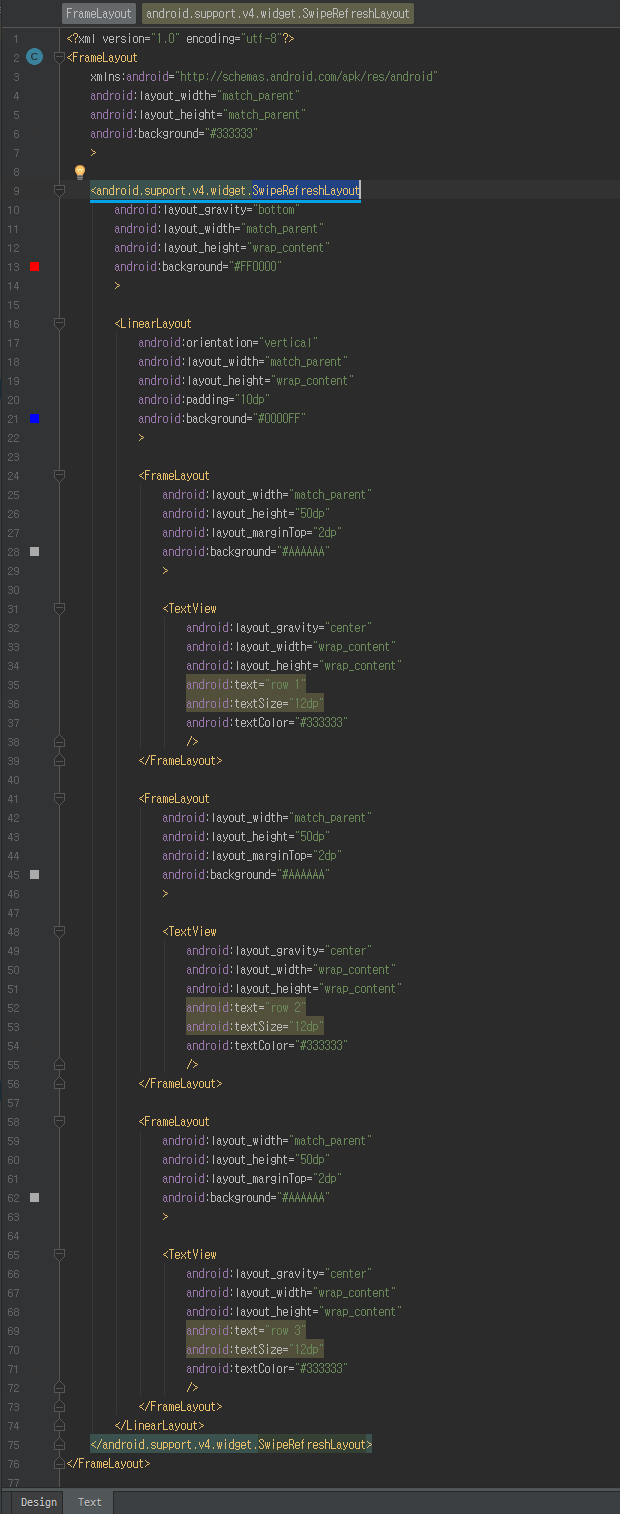 FrameLayout android.support.v4.widget.SwipeRefreshLayout
1 <?xml version="1.0" encoding="utf-8"?>
2 C <FrameLayout
3 xmlns:android="http://schemas.android.com/apk/res/android"
4 android:layout_width="match_parent"
5 android:layout_height="match_parent"
6 android:background="#333333"
7 >
8
9 <android.support.v4.widget.SwipeRefreshLayout
10 android:layout_gravity="bottom"
11 android:layout_width="match_parent"
12 android:layout_height="wrap_content"
13 android:background="#FF0000"
14 >
15
16 <LinearLayout
17 android:orientation="vertical"
18 android:layout_width="match_parent"
19 android:layout_height="wrap_content"
20 android:padding="10dp"
21 android:background="#0000FF"
22 >
23
24 <FrameLayout
25 android:layout_width="match_parent"
26 android:layout_height="50dp"
27 android:layout_marginTop="2dp"
28 android:background="#AAAAAA"
29 >
30
31 <TextView
32 android:layout_gravity="center"
33 android:layout_width="wrap_content"
34 android:layout_height="wrap_content"
35 android:text="row 1"
36 android:textSize="12dp"
37 android:textColor="#333333"
38 />
39 </FrameLayout>
40
41 <FrameLayout
42 android:layout_width="match_parent"
43 android:layout_height="50dp"
44 android:layout_marginTop="2dp"
45 android:background="#AAAAAA"
46 >
47
48 <TextView
49 android:layout_gravity="center"
50 android:layout_width="wrap_content"
51 android:layout_height="wrap_content"
52 android:text="row 2"
53 android:textSize="12dp"
54 android:textColor="#333333"
55 />
56 </FrameLayout>
57
58 <FrameLayout
59 android:layout_width="match_parent"
60 android:layout_height="50dp"
61 android:layout_marginTop="2dp"
62 android:background="#AAAAAA"
63 >
64
65 <TextView
66 android:layout_gravity="center"
67 android:layout_width="wrap_content"
68 android:layout_height="wrap_content"
69 android:text="row 3"
70 android:textSize="12dp"
71 android:textColor="#333333"
72 />
73 </FrameLayout>
74 </LinearLayout>
75 </android.support.v4.widget.SwipeRefreshLayout>
76 </FrameLayout>
77
Design Text